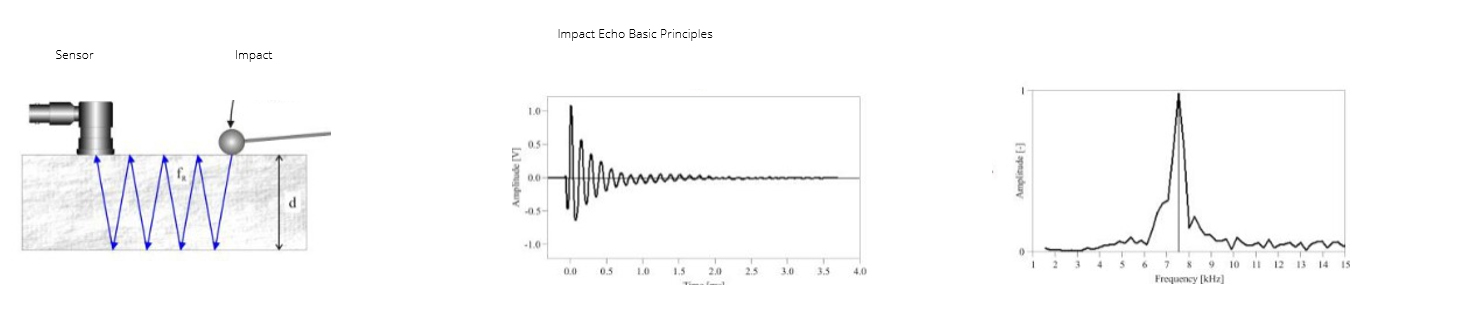 Impact Echo Basic Principles
Sensor
Impact
fR
d
Amplitude [V]
1.0
0.5
0.0
-0.5
-1.0
0.0 0.5 1.0 1.5 2.0 2.5 3.0 3.5 4.0
Amplitude [-]
1
0
1 2 3 4 5 6 7 8 9 10 11 12 13 14 15
Frequency [kHz]